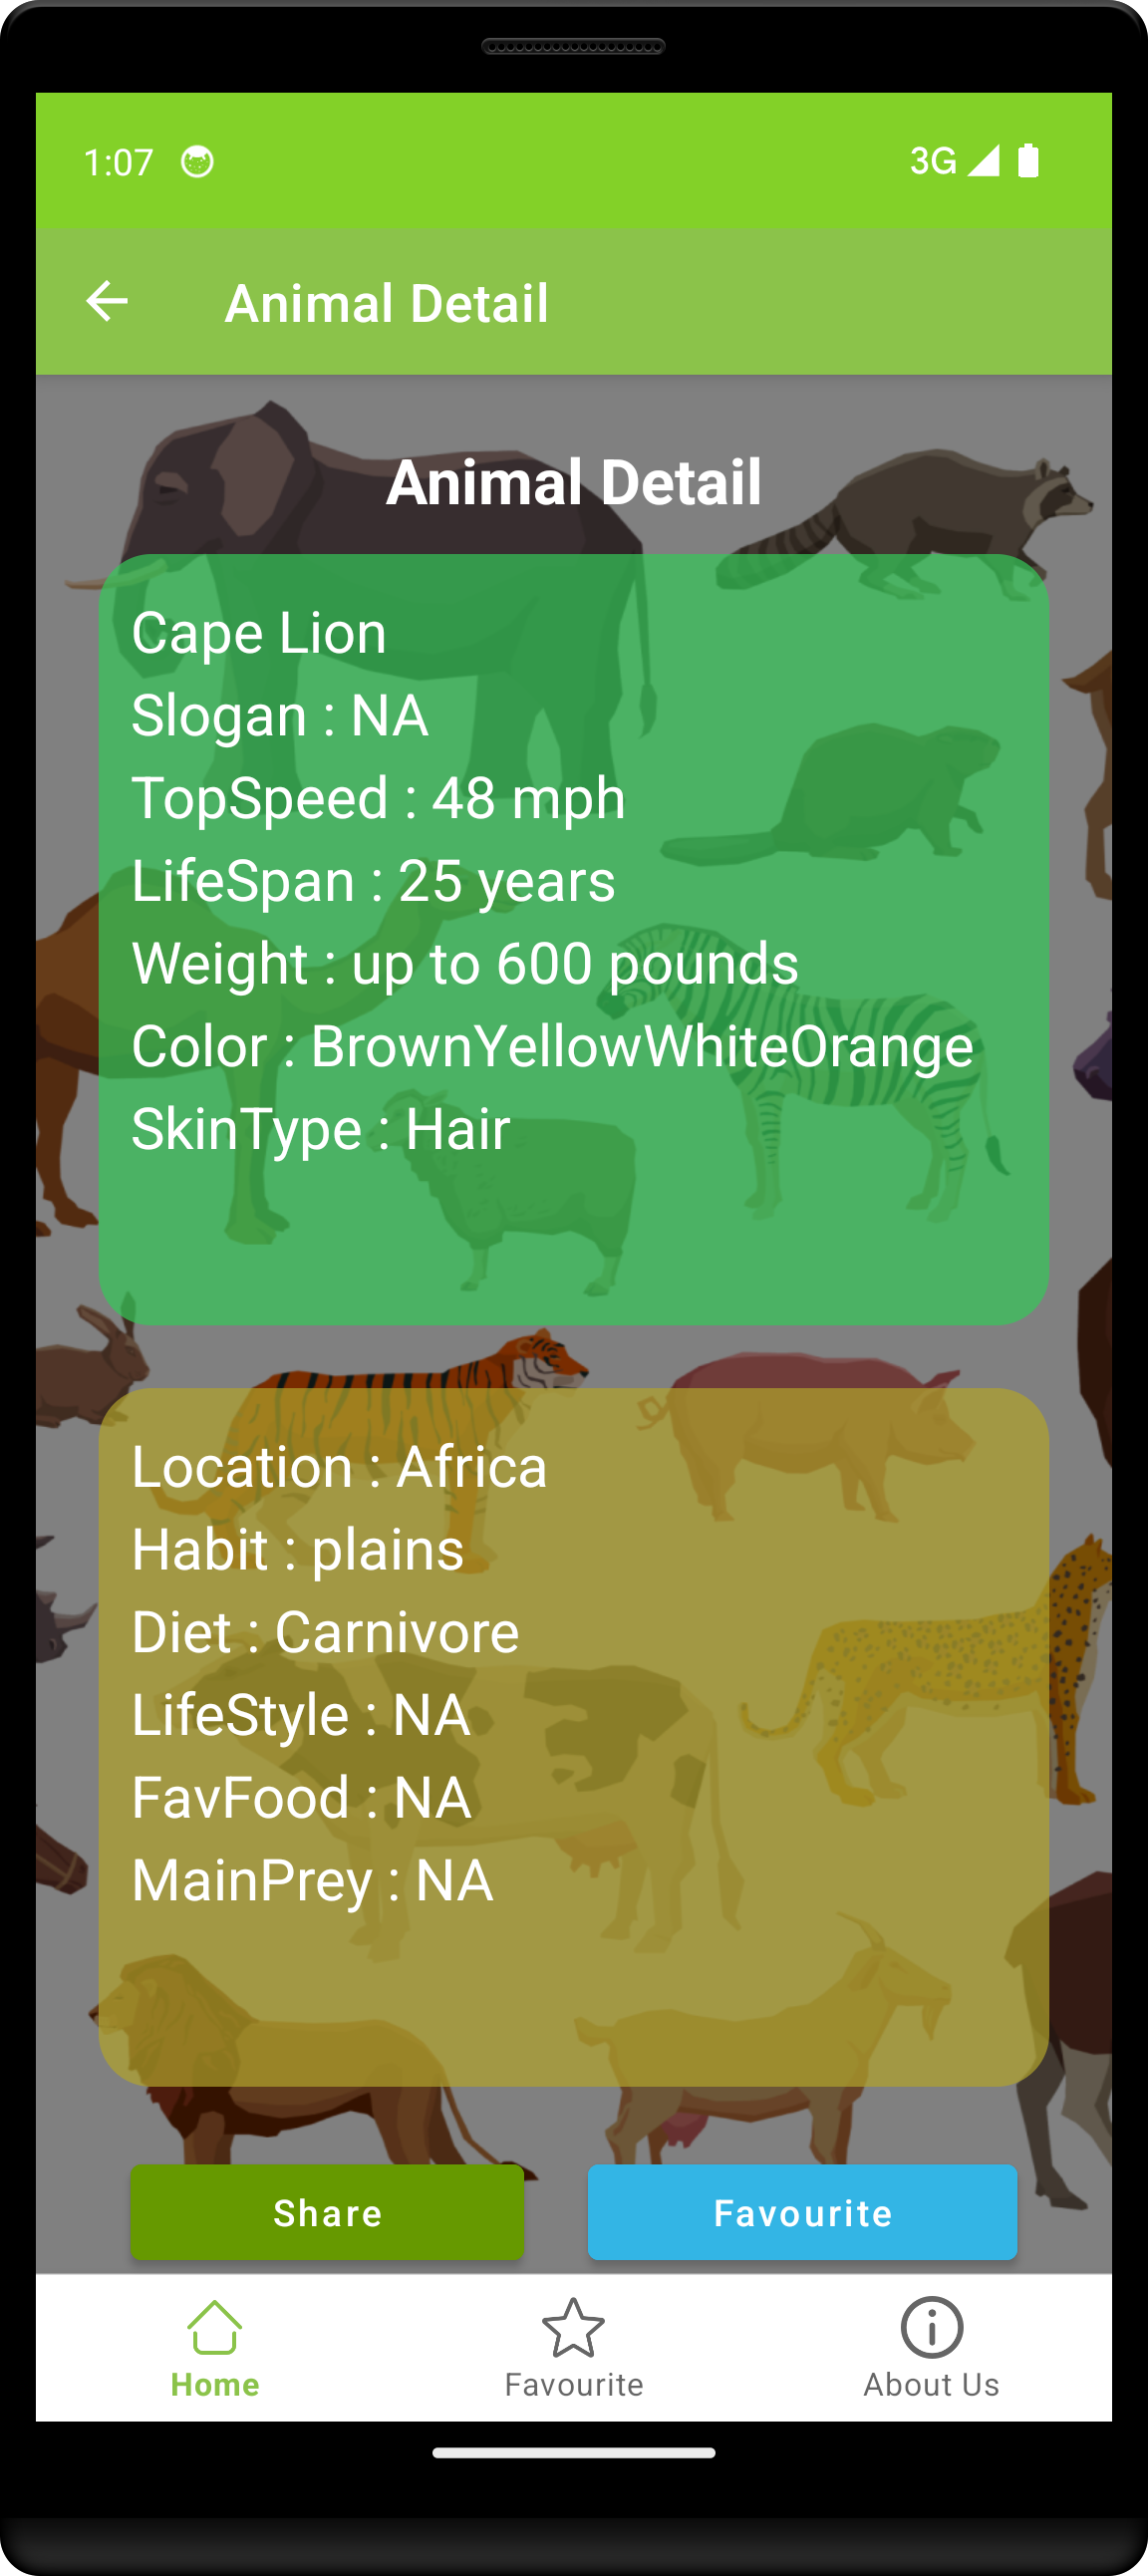 1:07 3G
Animal Detail
Animal Detail
Cape Lion
Slogan : NA
TopSpeed : 48 mph
LifeSpan : 25 years
Weight : up to 600 pounds
Color : BrownYellowWhiteOrange
SkinType : Hair
Location : Africa
Habit : plains
Diet : Carnivore
LifeStyle : NA
FavFood : NA
MainPrey : NA
Share Favourite
Home Favourite About Us